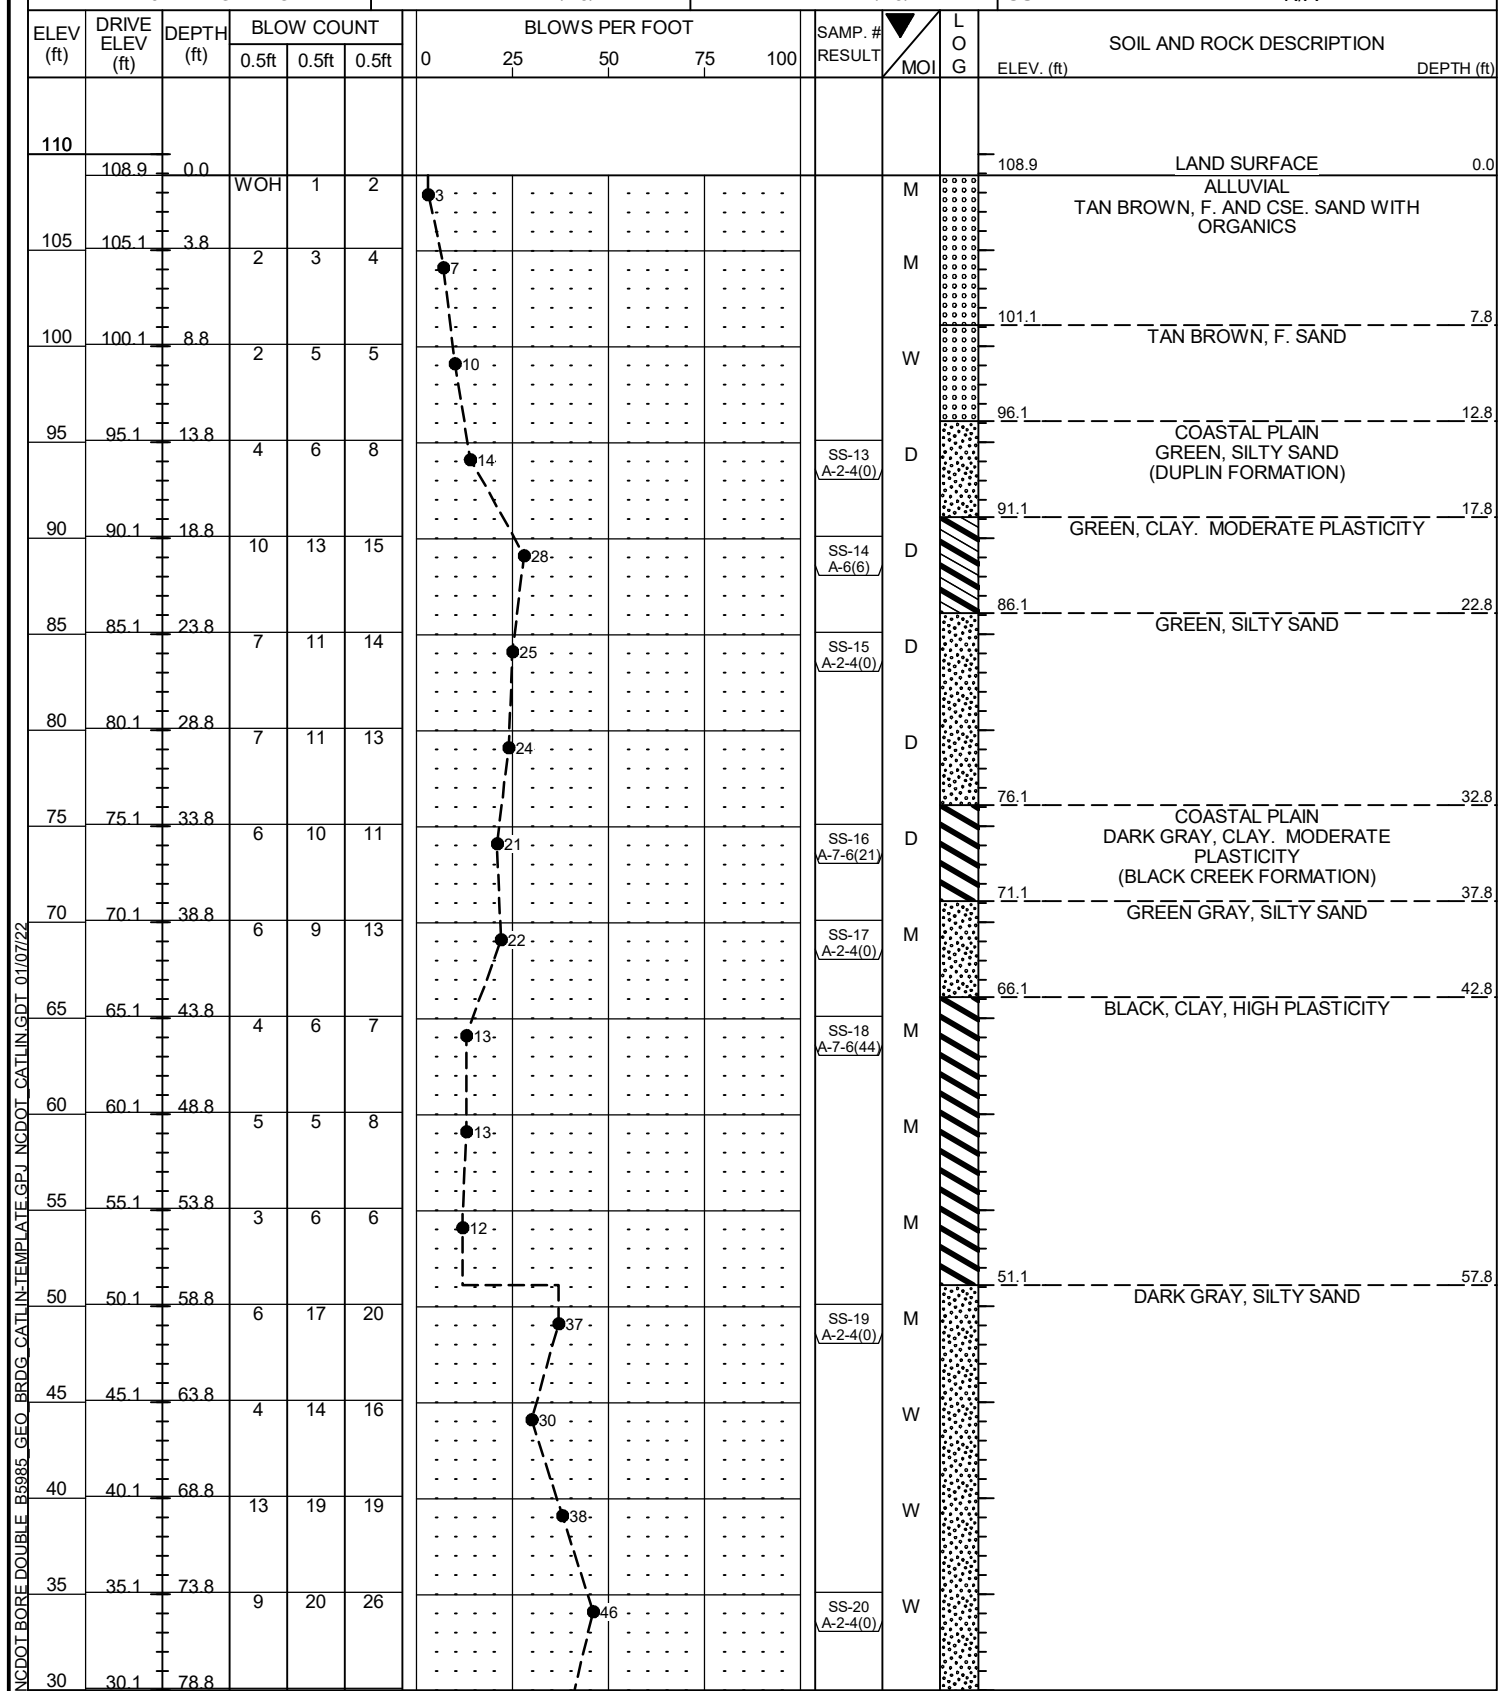 ELEV (ft) DRIVE ELEV (ft) DEPTH (ft) BLOW COUNT BLOWS PER FOOT SAMP. # RESULT MOI LOG SOIL AND ROCK DESCRIPTION
0.5ft 0.5ft 0.5ft 0 25 50 75 100 ELEV. (ft) DEPTH (ft)
110
108.9 0.0 108.9 LAND SURFACE 0.0
WOH 1 2 3 M ALLUVIAL
TAN BROWN, F. AND CSE. SAND WITH
ORGANICS
105 105.1 3.8
2 3 4 7 M
101.1 7.8
100 100.1 8.8 TAN BROWN, F. SAND
2 5 5 10 W
96.1 12.8
95 95.1 13.8 COASTAL PLAIN
4 6 8 14 SS-13 D GREEN, SILTY SAND
A-2-4(0) (DUPLIN FORMATION)
91.1 17.8
90 90.1 18.8 GREEN, CLAY. MODERATE PLASTICITY
10 13 15 28 SS-14 D
A-6(6)
86.1 22.8
85 85.1 23.8 GREEN, SILTY SAND
7 11 14 25 SS-15 D
A-2-4(0)
80 80.1 28.8
7 11 13 24 D
76.1 32.8
75 75.1 33.8 COASTAL PLAIN
6 10 11 21 SS-16 D DARK GRAY, CLAY. MODERATE
A-7-6(21) PLASTICITY
(BLACK CREEK FORMATION)
71.1 37.8
70 70.1 38.8 GREEN GRAY, SILTY SAND
6 9 13 22 SS-17 M
A-2-4(0)
66.1 42.8
65 65.1 43.8 BLACK, CLAY, HIGH PLASTICITY
4 6 7 13 SS-18 M
A-7-6(44)
60 60.1 48.8
5 5 8 13 M
55 55.1 53.8
3 6 6 12 M
51.1 57.8
50 50.1 58.8 DARK GRAY, SILTY SAND
6 17 20 37 SS-19 M
A-2-4(0)
45 45.1 63.8
4 14 16 30 W
40 40.1 68.8
13 19 19 38 W
35 35.1 73.8
9 20 26 46 SS-20 W
A-2-4(0)
30 30.1 78.8
NCDOT BORE DOUBLE B5985_GEO_BRDG_CATLIN-TEMPLATE.GPJ NCDOT_CATLIN.GDT 01/07/22